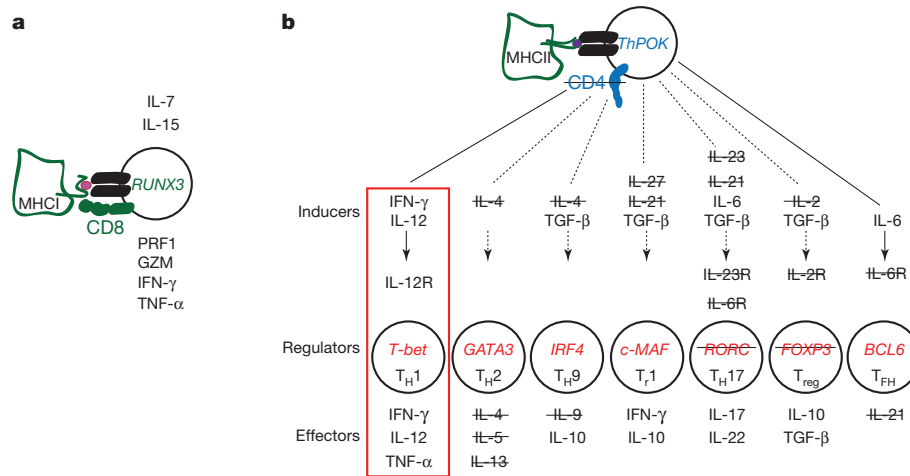 a
IL-7
IL-15
MHCI
RUNX3
CD8
PRF1
GZM
IFN-γ
TNF-α
b
MHCII
ThPOK
CD4
Inducers
IFN-γ
IL-12
IL-12R
IL-4
IL-4
TGF-β
IL-27
IL-21
TGF-β
IL-23
IL-21
IL-6
TGF-β
IL-23R
IL-6R
IL-2
TGF-β
IL-2R
IL-6
IL-6R
Regulators
T-bet
TH1
GATA3
TH2
IRF4
TH9
c-MAF
Tr1
RORC
TH17
FOXP3
Treg
BCL6
TFH
Effectors
IFN-γ
IL-12
TNF-α
IL-4
IL-5
IL-13
IL-9
IL-10
IFN-γ
IL-10
IL-17
IL-22
IL-10
TGF-β
IL-21